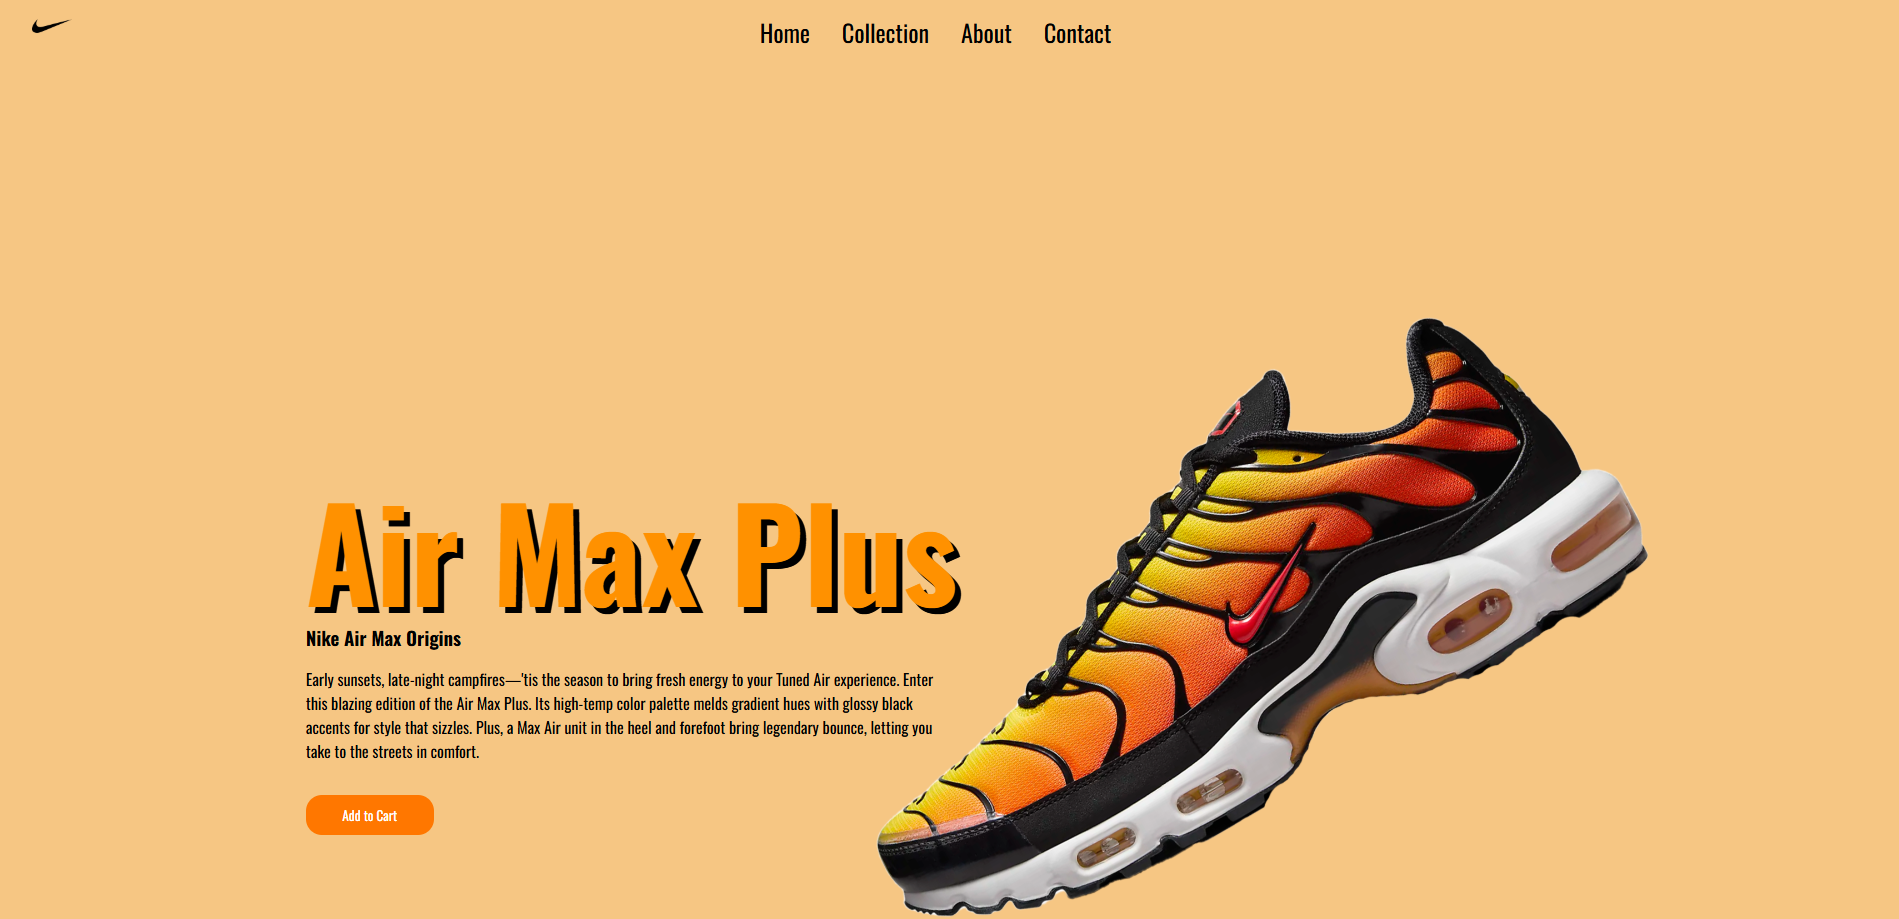 Home Collection About Contact
Air Max Plus
Nike Air Max Origins
Early sunsets, late-night campfires—'tis the season to bring fresh energy to your Tuned Air experience. Enter
this blazing edition of the Air Max Plus. Its high-temp color palette melds gradient hues with glossy black
accents for style that sizzles. Plus, a Max Air unit in the heel and forefoot bring legendary bounce, letting you
take to the streets in comfort.
Add to Cart